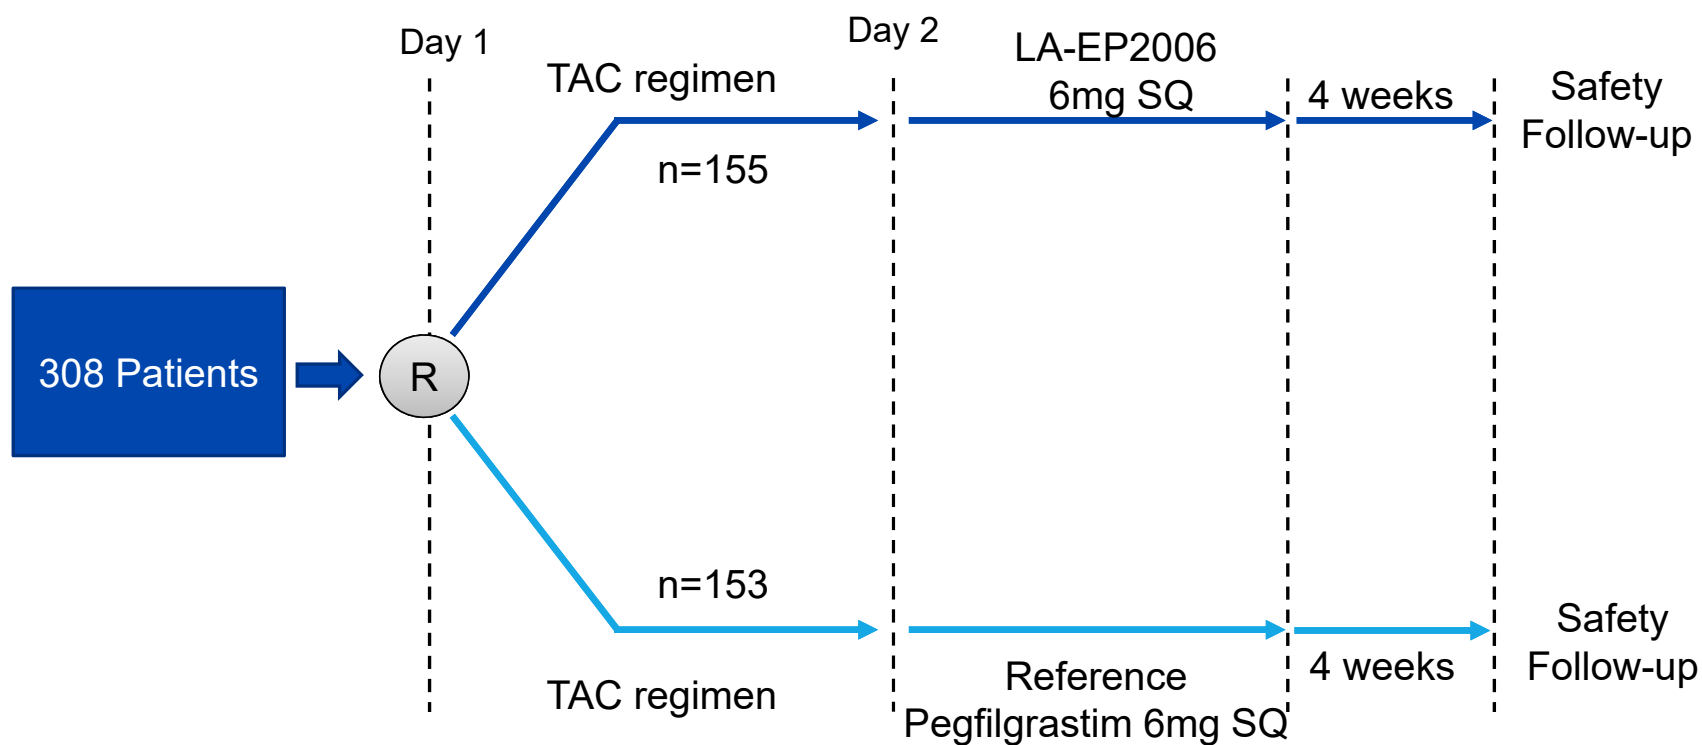 Day 1
Day 2
TAC regimen
n=155
LA-EP2006
6mg SQ
4 weeks
Safety
Follow-up
308 Patients
R
n=153
TAC regimen
Reference
Pegfilgrastim 6mg SQ
4 weeks
Safety
Follow-up